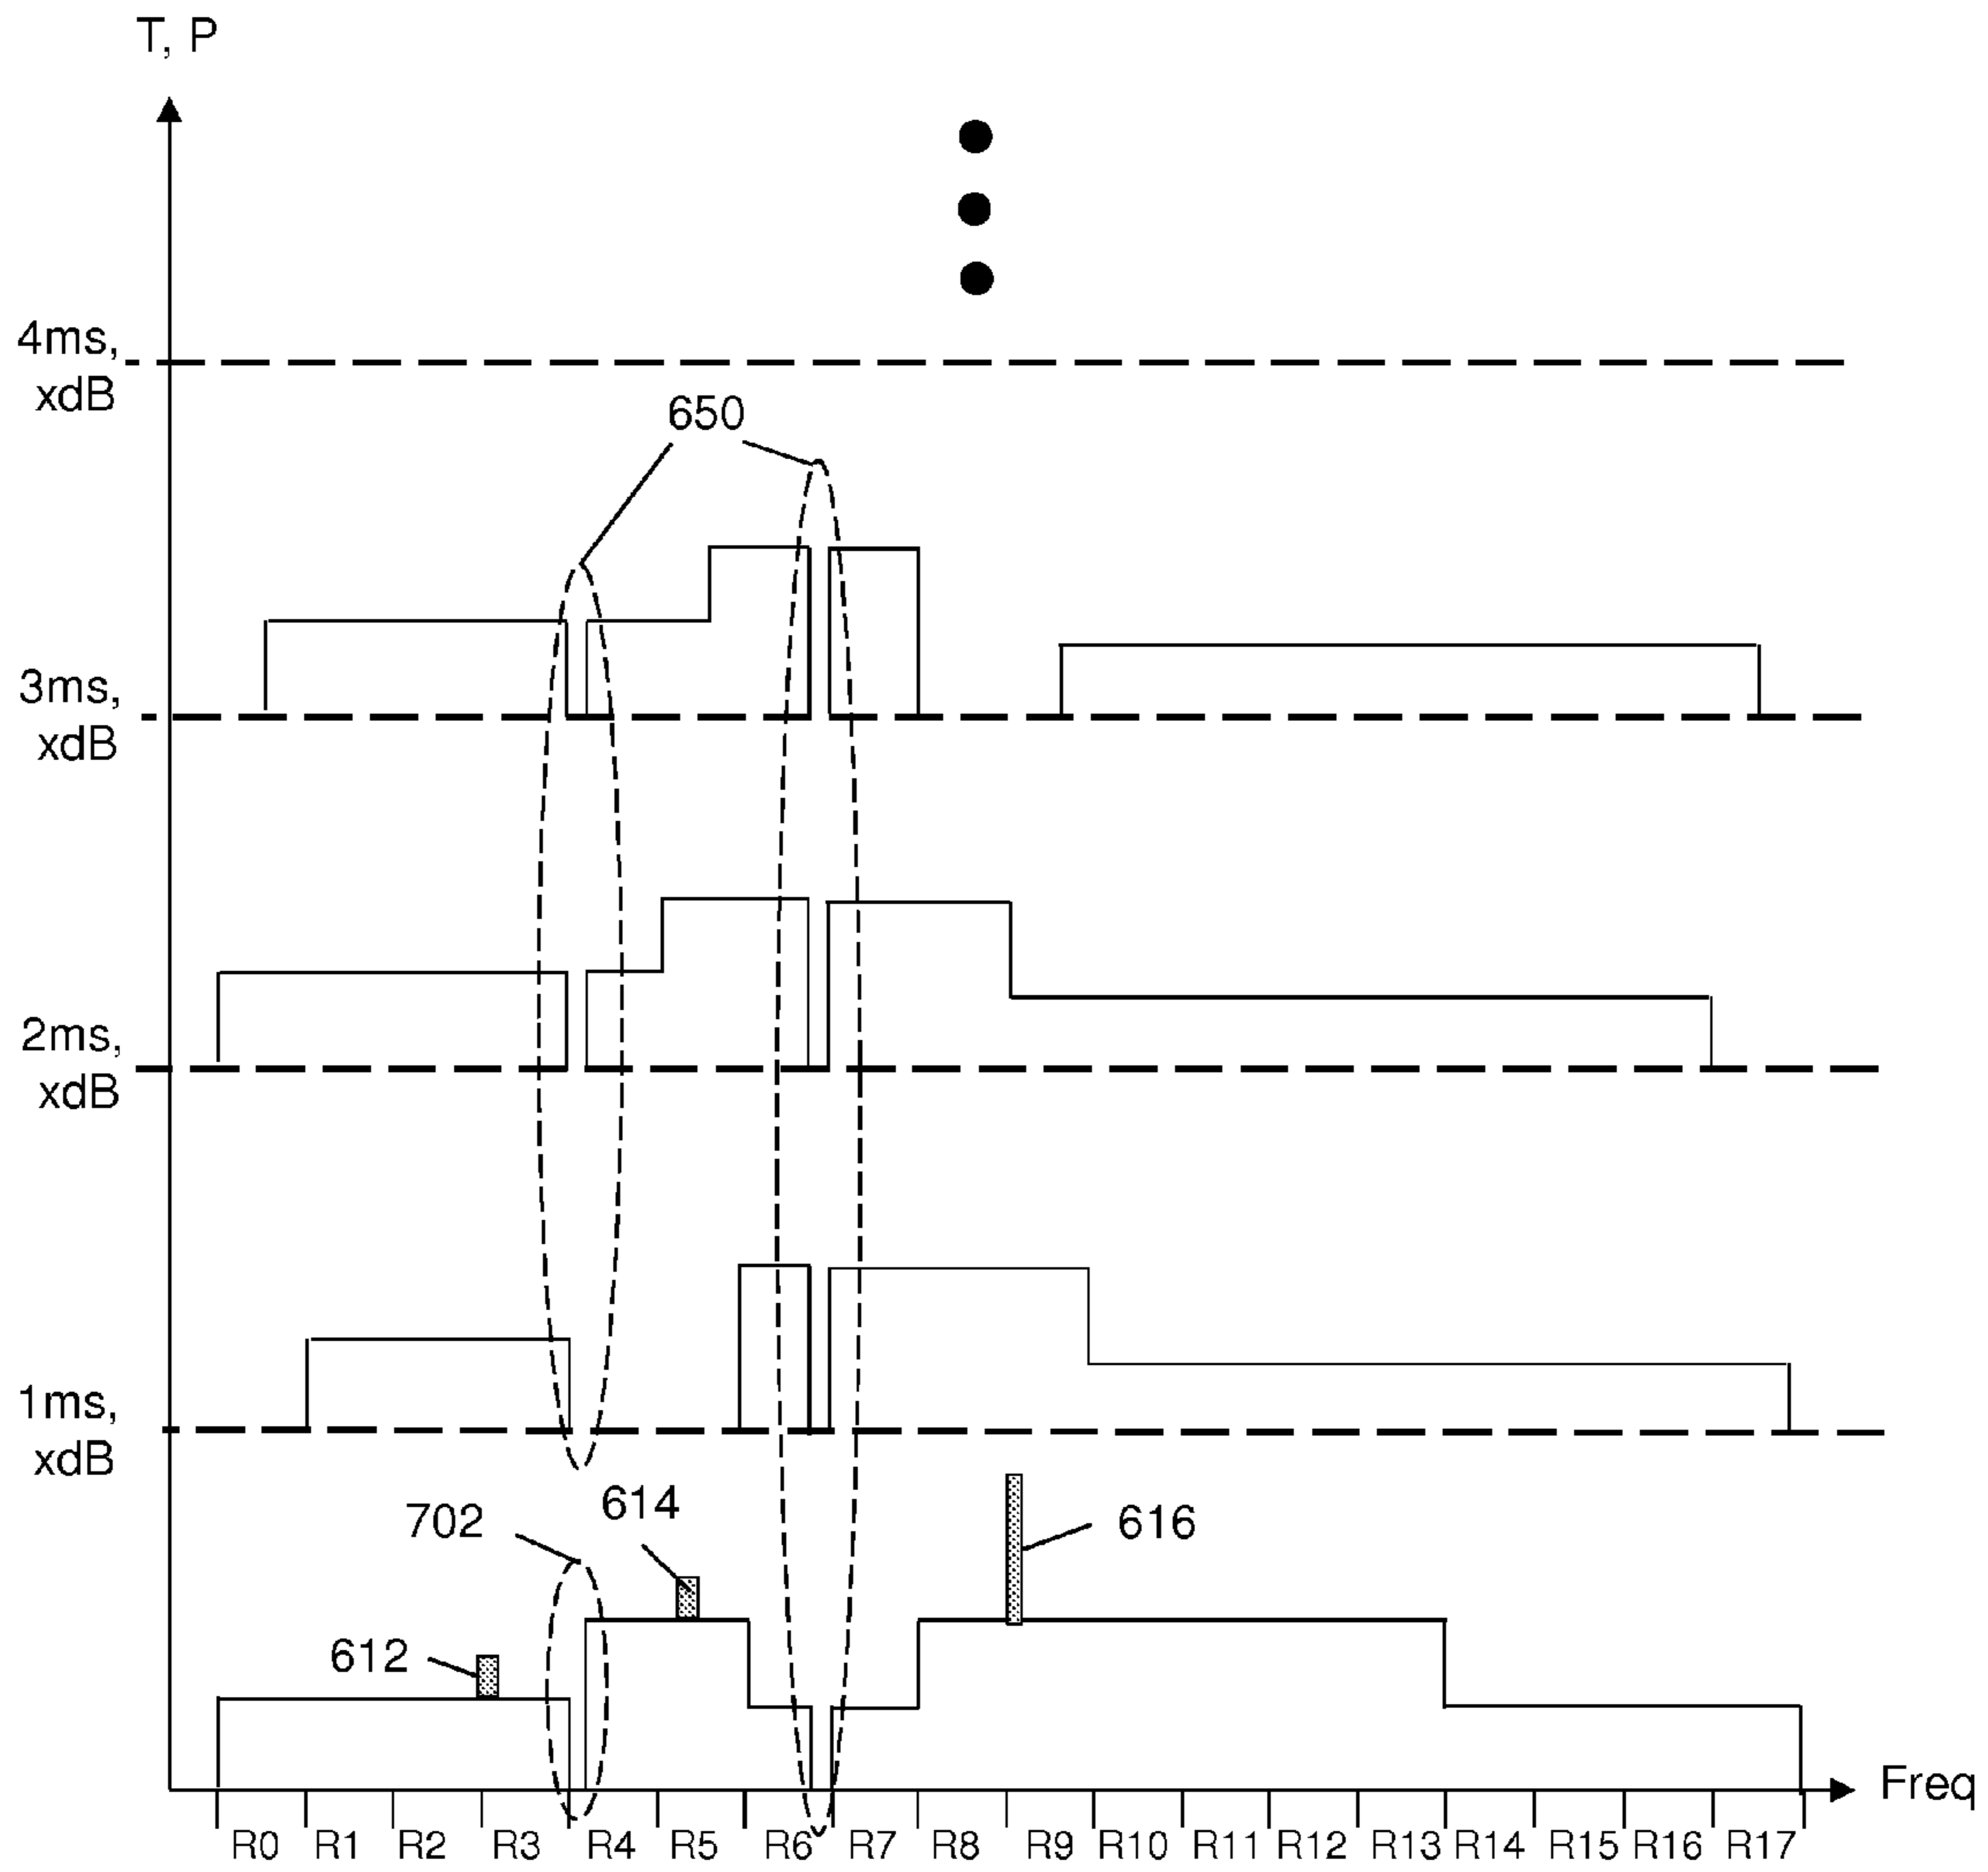 T, P
4ms,
xdB
650
3ms,
xdB
2ms,
xdB
1ms,
xdB
702
614
616
612
Freq
R0 R1 R2 R3 R4 R5 R6 R7 R8 R9 R10 R11 R12 R13 R14 R15 R16 R17